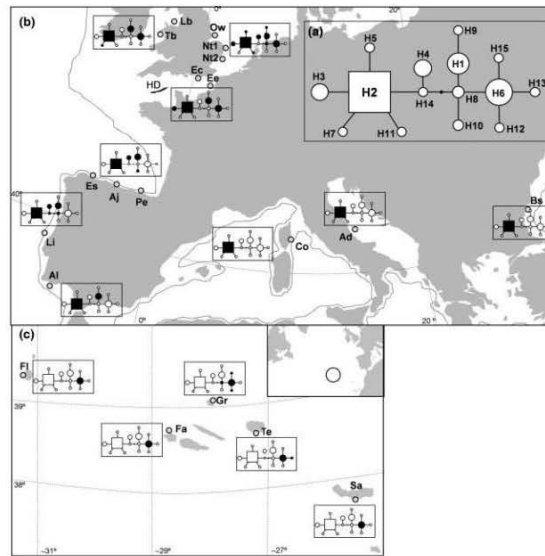 (b)
0°
20°
Lb
Tb
Ow
Nt1
Nt2
Ec
Ee
HD
(a)
H9
H5
H15
H4
H1
H3
H2
H13
H14
H8
H6
H7
H11
H10
H12
40°
Es
Aj
Pe
Li
Al
Co
Ad
Bs
0°
20°
(c)
Fl
Gr
39°
Fa
Te
38°
Sa
-31°
-29°
-27°